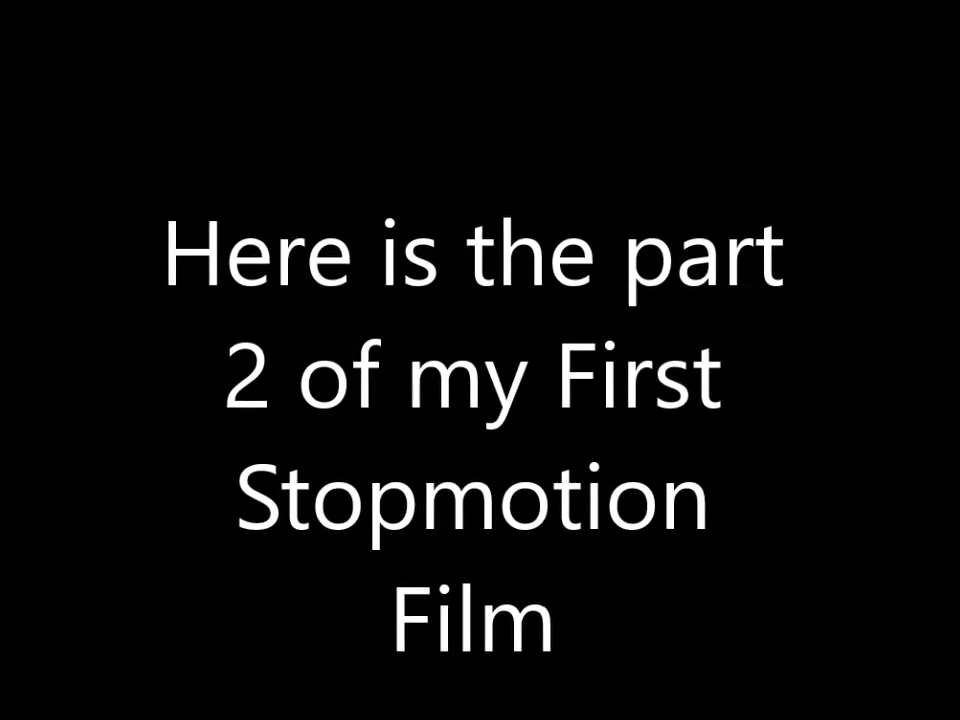 Here is the part
2 of my First
Stopmotion
Film